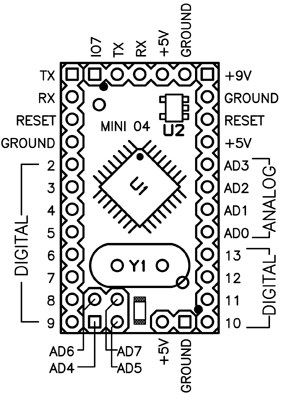 IO7 TX RX +5V GROUND
TX +9V
RX GROUND
RESET RESET
GROUND +5V
MINI 04 U2
U1
Y1
2 AD3
3 AD2
4 AD1
5 AD0
6 13
7 12
8 11
9 10
DIGITAL
ANALOG
DIGITAL
AD6 AD7
AD4 AD5
+5V GROUND